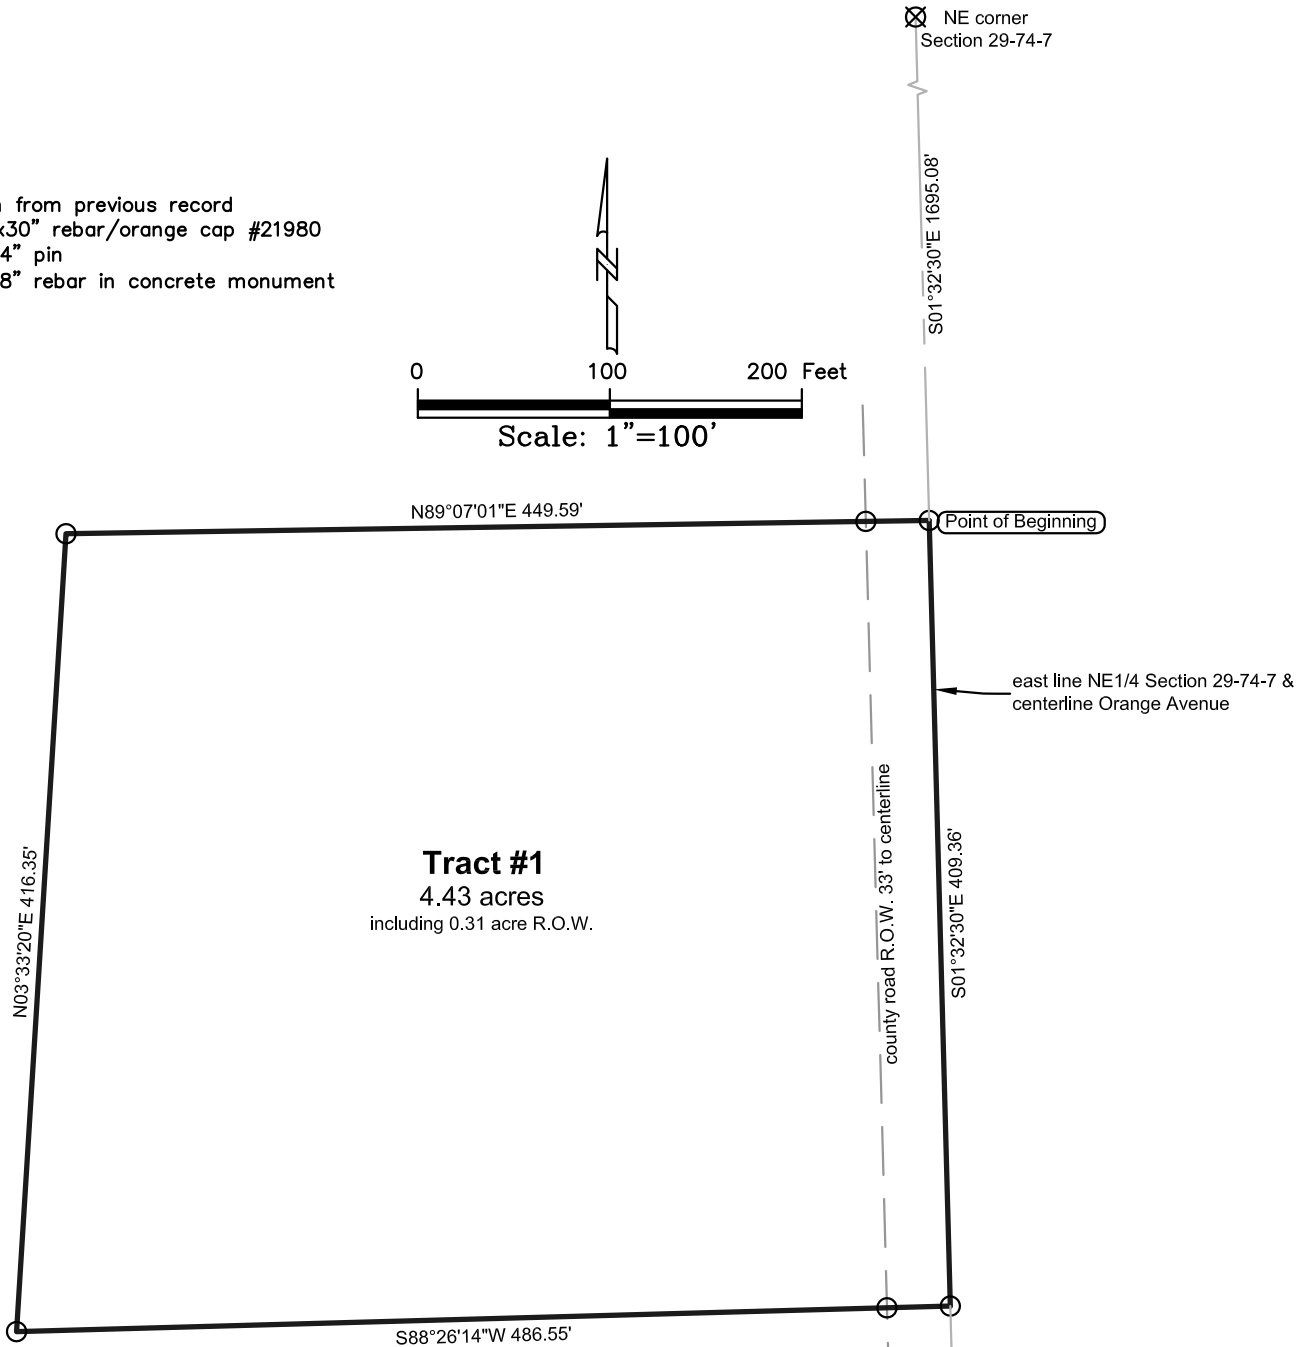 NE corner
Section 29-74-7
S01°32'30"E 1695.08'
from previous record
x30" rebar/orange cap #21980
4" pin
8" rebar in concrete monument
N
0 100 200 Feet
Scale: 1"=100'
N89°07'01"E 449.59'
Point of Beginning
east line NE1/4 Section 29-74-7 &
centerline Orange Avenue
county road R.O.W. 33' to centerline
S01°32'30"E 409.36'
Tract #1
4.43 acres
including 0.31 acre R.O.W.
N03°33'20"E 416.35'
S88°26'14"W 486.55'